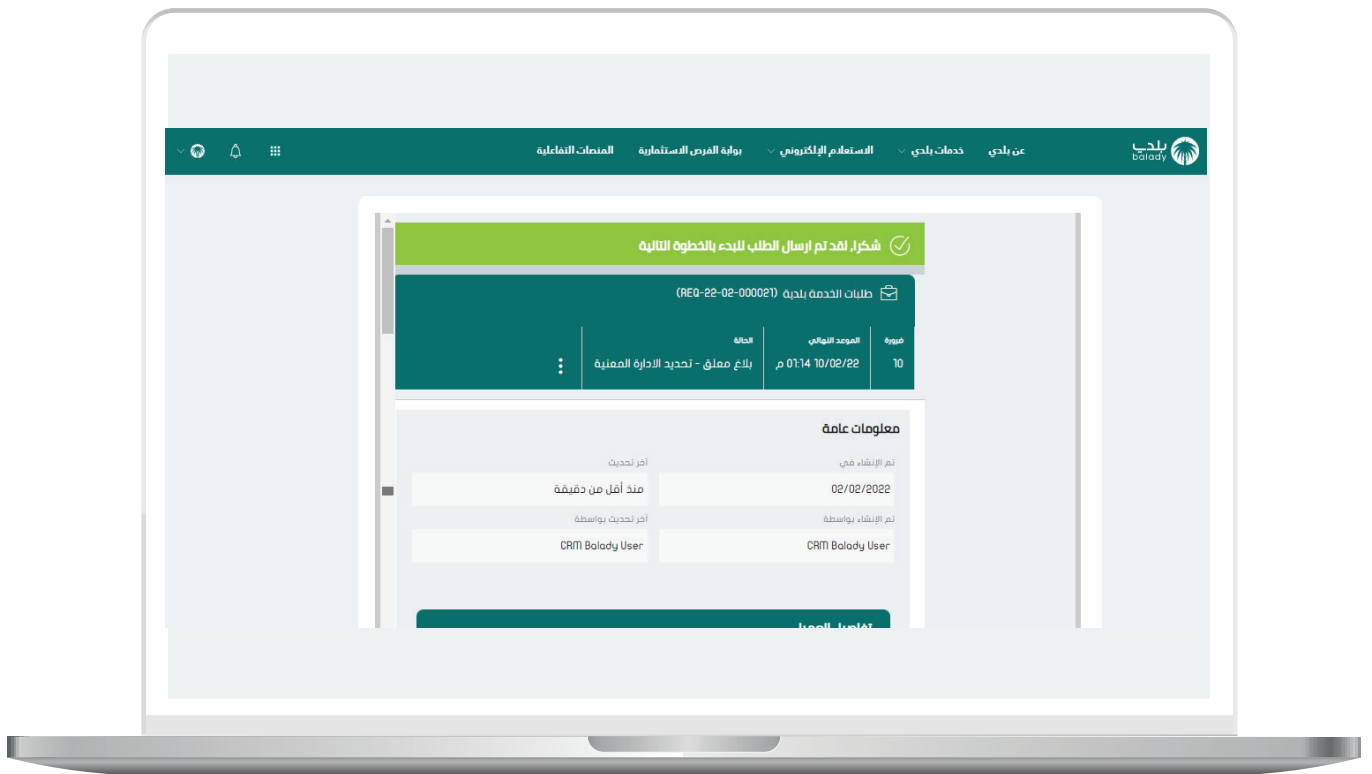 بلدي
balady
عن بلدي خدمات بلدي الاستعلام الإلكتروني بوابة الفرص الاستثمارية المنصات التفاعلية
شكرا, لقد تم ارسال الطلب للبدء بالخطوة التالية
طلبات الخدمة بلدية (REQ-22-02-000021)
ضرورة الموعد النهائي الحالة
10 10/02/22 01:14 م بلاغ معلق - تحديد الادارة المعنية
معلومات عامة
تم الإنشاء في آخر تحديث
02/02/2022 منذ أقل من دقيقة
تم الإنشاء بواسطة آخر تحديث بواسطة
CRM Balady User CRM Balady User